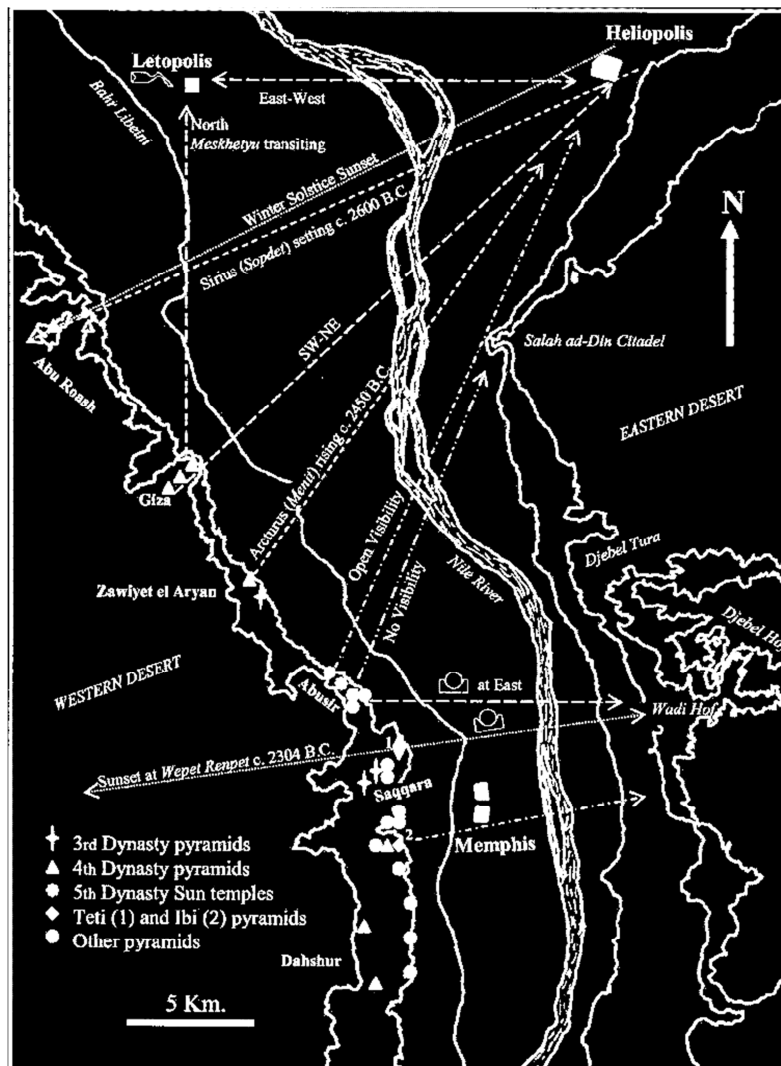 Heliopolis
Letopolis
East-West
Bahr Libeini
North
Meskhetyu transiting
Winter Solstice Sunset
Sirius (Sopdet) setting c. 2600 B.C.
N
SW-NE
Salah ad-Din Citadel
Abu Roash
EASTERN DESERT
Arcturus (Menit) rising c. 2450 B.C.
Giza
Open Visibility
No Visibility
Nile River
Djebel Tura
Zawiyet el Aryan
Djebel Hof
WESTERN DESERT
Abusir
at East
Wadi Hof
1
Sunset at Wepet Renpet c. 2304 B.C.
Saqqara
2
Memphis
3rd Dynasty pyramids
4th Dynasty pyramids
5th Dynasty Sun temples
Teti (1) and Ibi (2) pyramids
Other pyramids
Dahshur
5 Km.